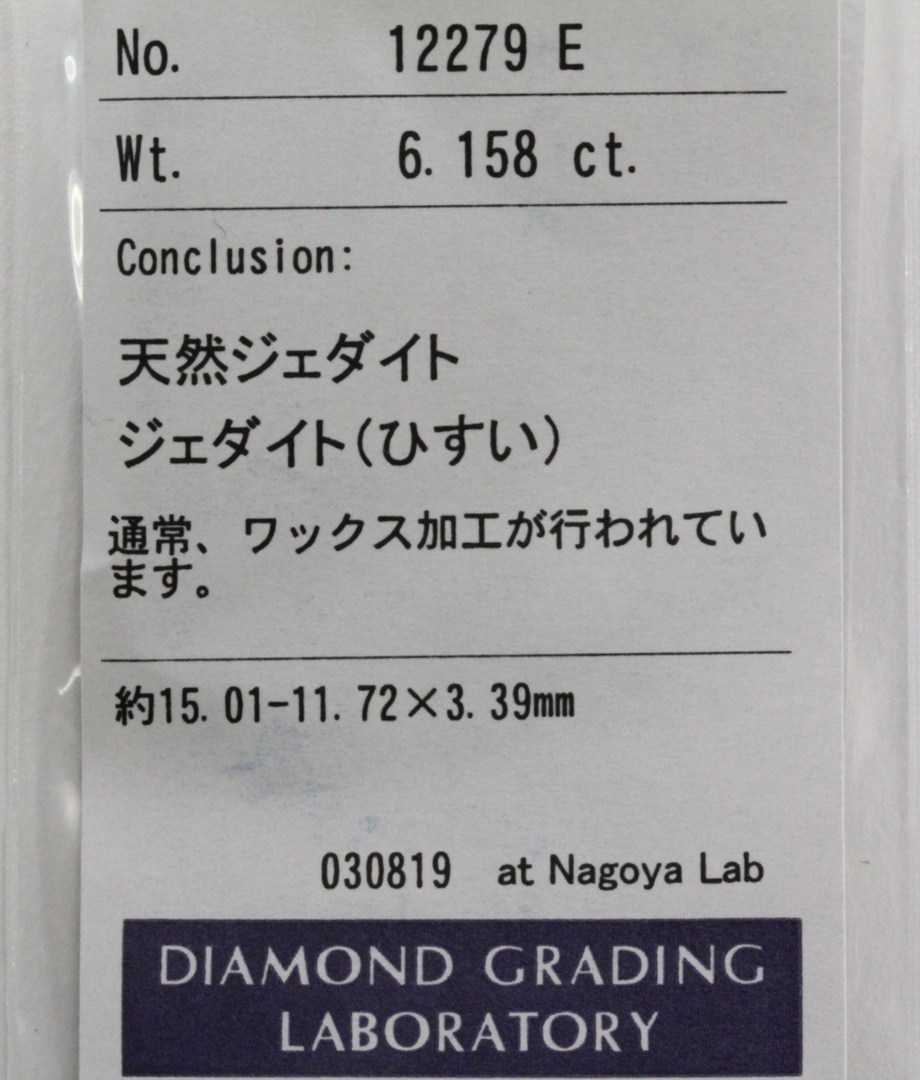 No. 12279 E
Wt. 6.158 ct.
Conclusion:
天然ジェダイト
ジェダイト(ひすい)
通常、ワックス加工が行われてい
ます。
約15.01-11.72×3.39mm
030819 at Nagoya Lab
DIAMOND GRADING
LABORATORY